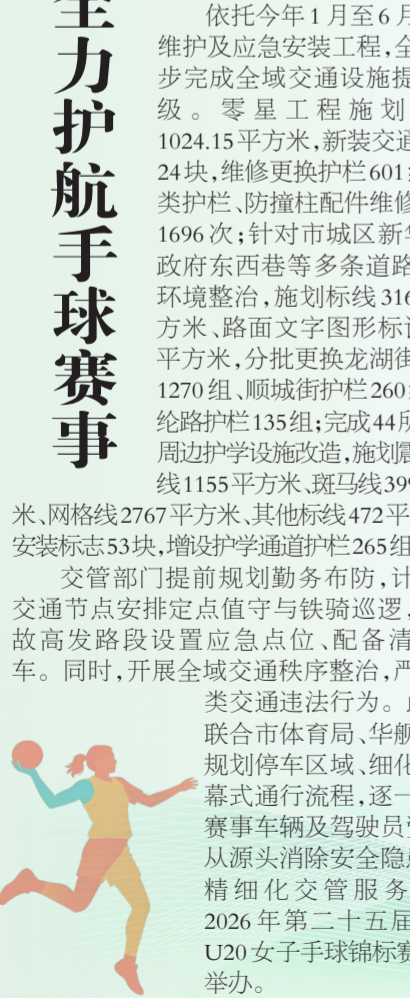 全力护航手球赛事
依托今年1月至6月
维护及应急安装工程,全
步完成全域交通设施提
级。零星工程施划
1024.15平方米,新装交通
24块,维修更换护栏601
类护栏、防撞柱配件维修
1696次;针对市城区新
政府东西巷等多条道路
环境整治,施划标线316
方米、路面文字图形标
平方米,分批更换龙湖街
1270组、顺城街护栏260
纶路护栏135组;完成44所
周边护学设施改造,施划
线1155平方米、斑马线399
米、网格线2767平方米、其他标线472平
安装标志53块,增设护学通道护栏265组
交管部门提前规划勤务布防,
交通节点安排定点值守与铁骑巡逻,
故高发路段设置应急点位、配备清
车。同时,开展全域交通秩序整治,严
类交通违法行为。
联合市体育局、华
规划停车区域、细化
幕式通行流程,逐一
赛事车辆及驾驶员
从源头消除安全隐患
精细化交管服务
2026年第二十五届
U20女子手球锦标赛
举办。